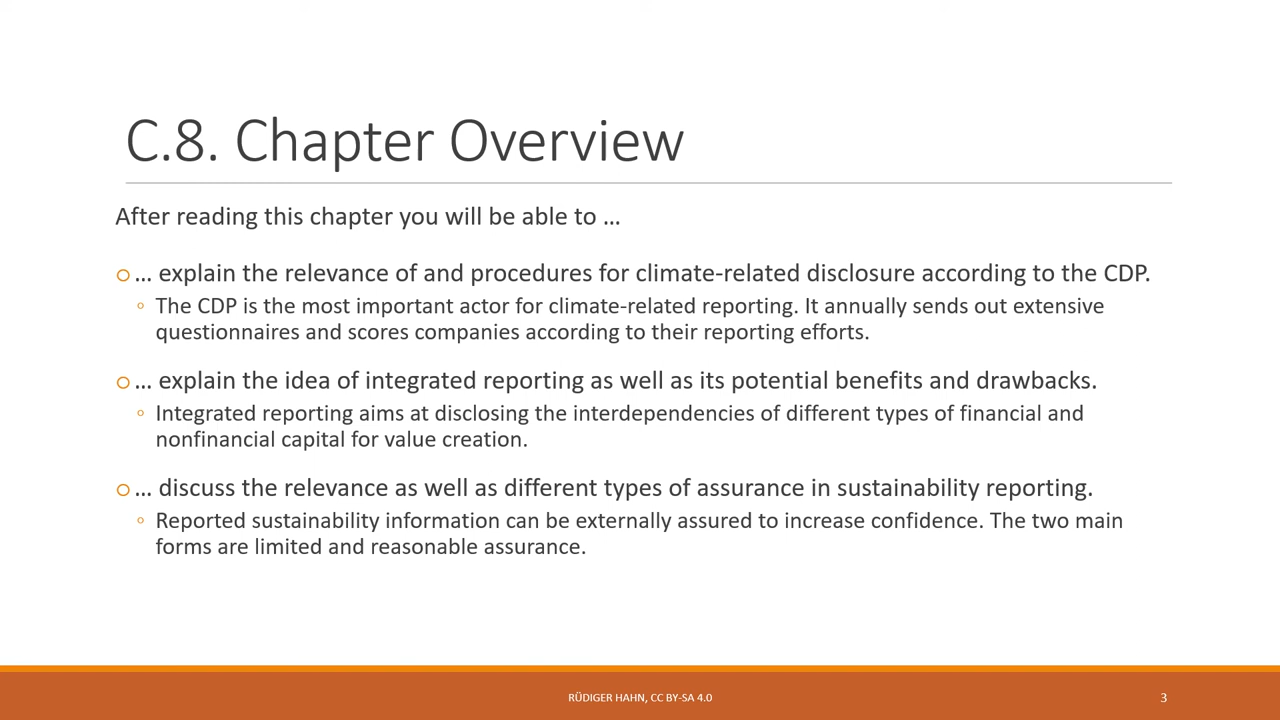 C.8. Chapter Overview
After reading this chapter you will be able to …
o … explain the relevance of and procedures for climate-related disclosure according to the CDP.
◦ The CDP is the most important actor for climate-related reporting. It annually sends out extensive
questionnaires and scores companies according to their reporting efforts.
o … explain the idea of integrated reporting as well as its potential benefits and drawbacks.
◦ Integrated reporting aims at disclosing the interdependencies of different types of financial and
nonfinancial capital for value creation.
o … discuss the relevance as well as different types of assurance in sustainability reporting.
◦ Reported sustainability information can be externally assured to increase confidence. The two main
forms are limited and reasonable assurance.
RÜDIGER HAHN, CC BY-SA 4.0
3